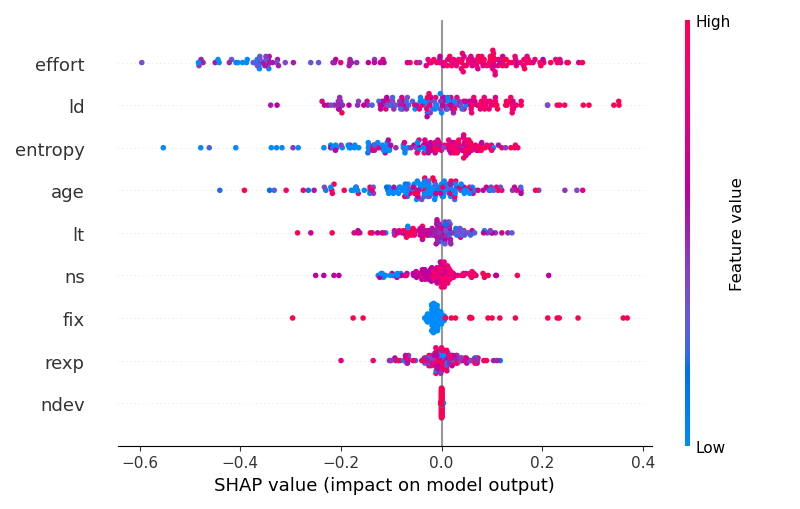 High
effort
ld
entropy
age
lt
ns
fix
rexp
ndev
Feature value
Low
−0.6 −0.4 −0.2 0.0 0.2 0.4
SHAP value (impact on model output)